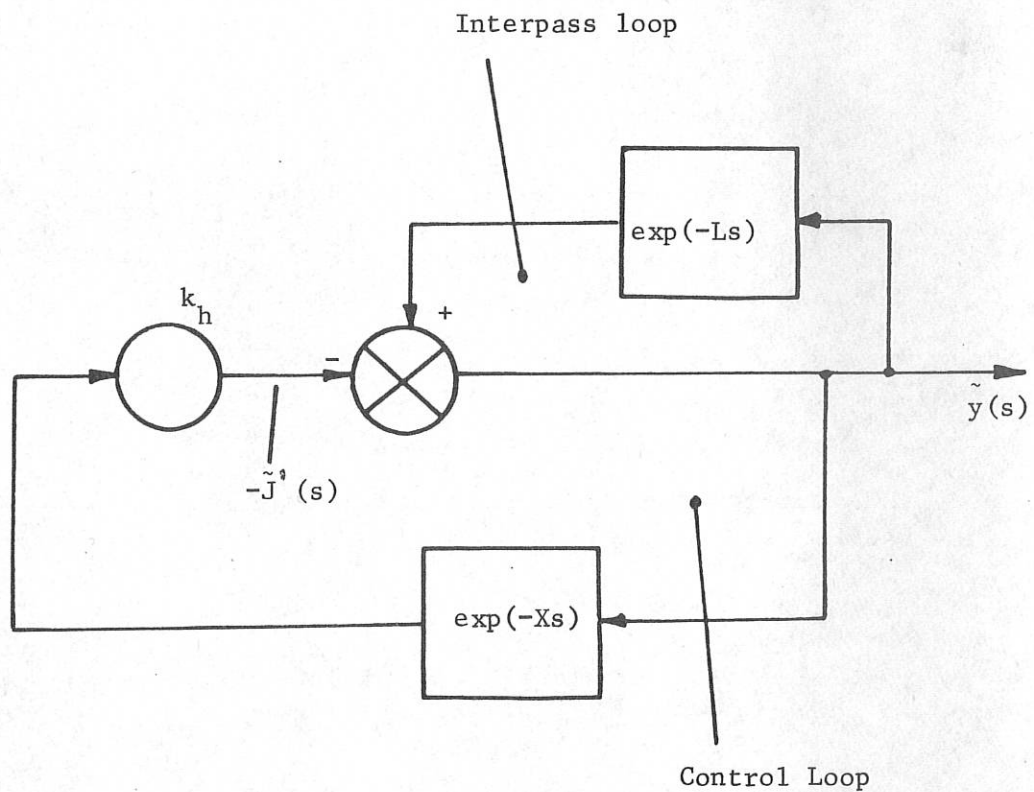 Interpass loop
exp(-Ls)
k_h
+
-
-J̃'(s)
ỹ(s)
exp(-Xs)
Control Loop